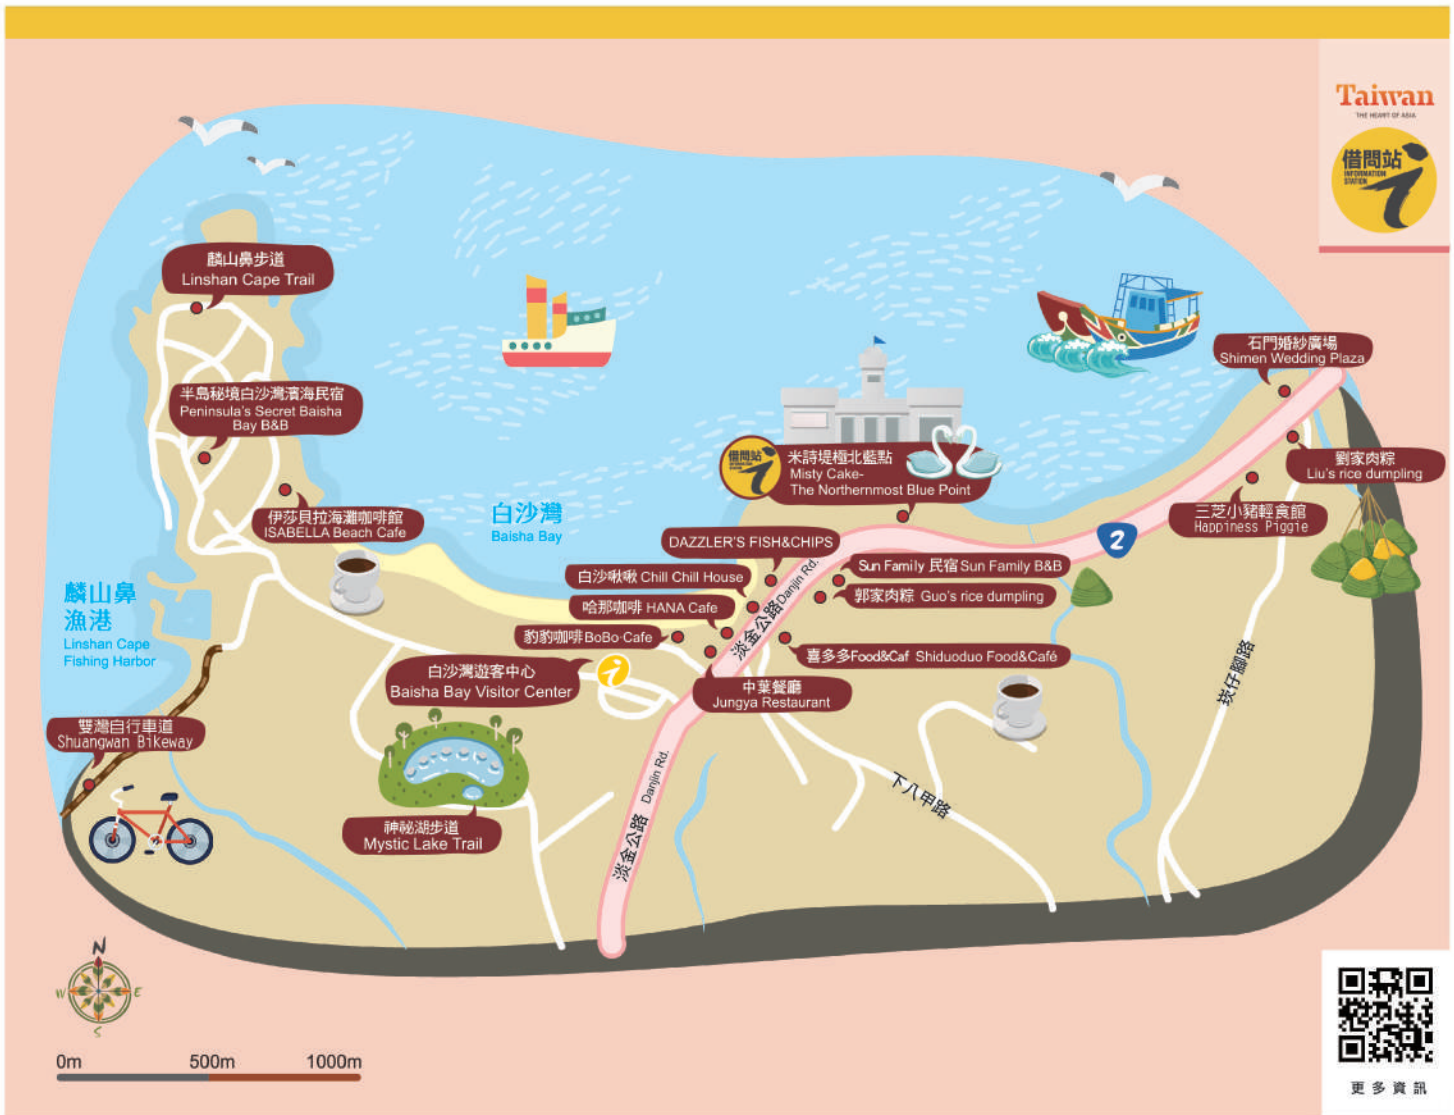 Taiwan
THE HEART OF ASIA
借問站
INFORMATION
STATION
麟山鼻步道
Linshan Cape Trail
半島秘境白沙灣濱海民宿
Peninsula's Secret Baisha
Bay B&B
伊莎貝拉海灘咖啡館
ISABELLA Beach Cafe
白沙灣
Baisha Bay
借問站
米詩堤極北藍點
Misty Cake-
The Northernmost Blue Point
石門婚紗廣場
Shimen Wedding Plaza
劉家肉粽
Liu's rice dumpling
三芝小豬輕食館
Happiness Piggie
2
DAZZLER'S FISH&CHIPS
白沙啾啾 Chill Chill House
哈那咖啡 HANA Cafe
豹豹咖啡BoBo-Cafe
Sun Family 民宿 Sun Family B&B
郭家肉粽 Guo's rice dumpling
喜多多Food&Caf Shiduoduo Food&Café
淡金公路 Danjin Rd.
中葉餐廳
Jungya Restaurant
白沙灣遊客中心
Baisha Bay Visitor Center
麟山鼻
漁港
Linshan Cape
Fishing Harbor
雙灣自行車道
Shuangwan Bikeway
神祕湖步道
Mystic Lake Trail
淡金公路 Danjin Rd.
下八甲路
崁仔腳路
N
W
E
S
0m 500m 1000m
更多資訊